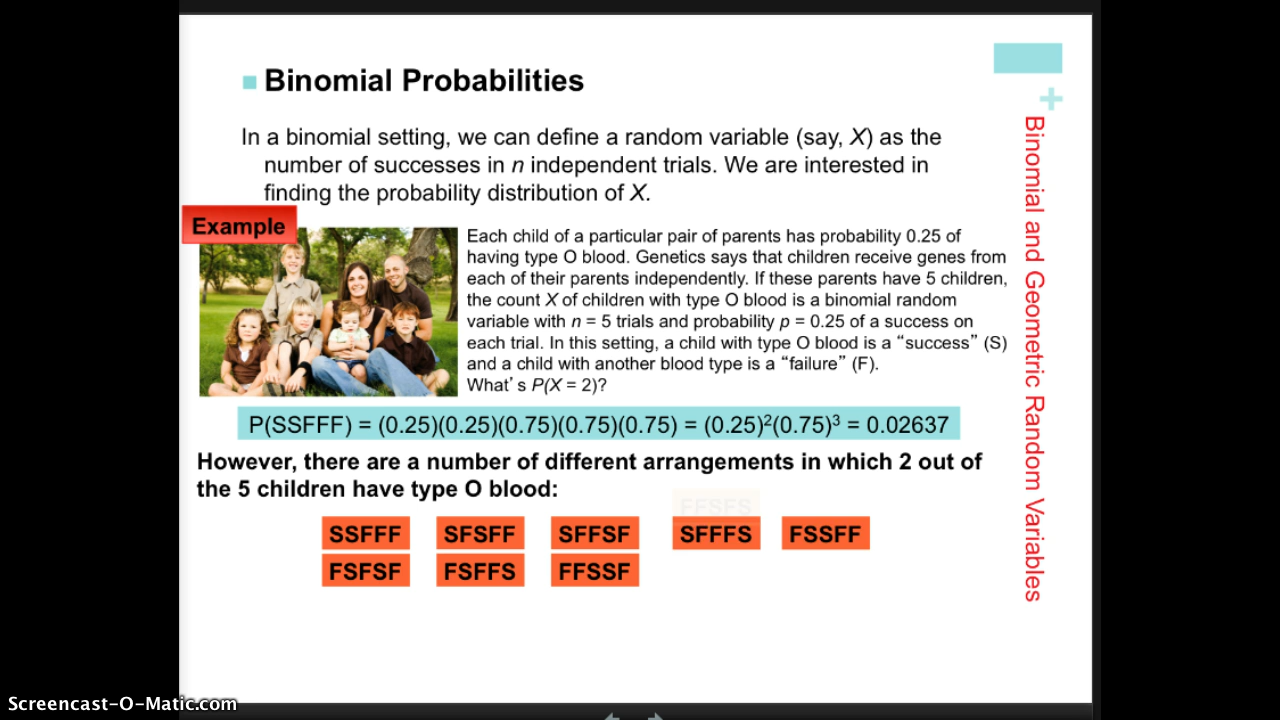 Binomial Probabilities
In a binomial setting, we can define a random variable (say, X) as the
number of successes in n independent trials. We are interested in
finding the probability distribution of X.
Example
Each child of a particular pair of parents has probability 0.25 of
having type O blood. Genetics says that children receive genes from
each of their parents independently. If these parents have 5 children,
the count X of children with type O blood is a binomial random
variable with n = 5 trials and probability p = 0.25 of a success on
each trial. In this setting, a child with type O blood is a “success” (S)
and a child with another blood type is a “failure” (F).
What’s P(X = 2)?
P(SSFFF) = (0.25)(0.25)(0.75)(0.75)(0.75) = (0.25)²(0.75)³ = 0.02637
However, there are a number of different arrangements in which 2 out of
the 5 children have type O blood:
FFSFS
SSFFF SFSFF SFFSF SFFFS FSSFF
FSFSF FSFFS FFSSF
+
Binomial and Geometric Random Variables
Screencast-O-Matic.com